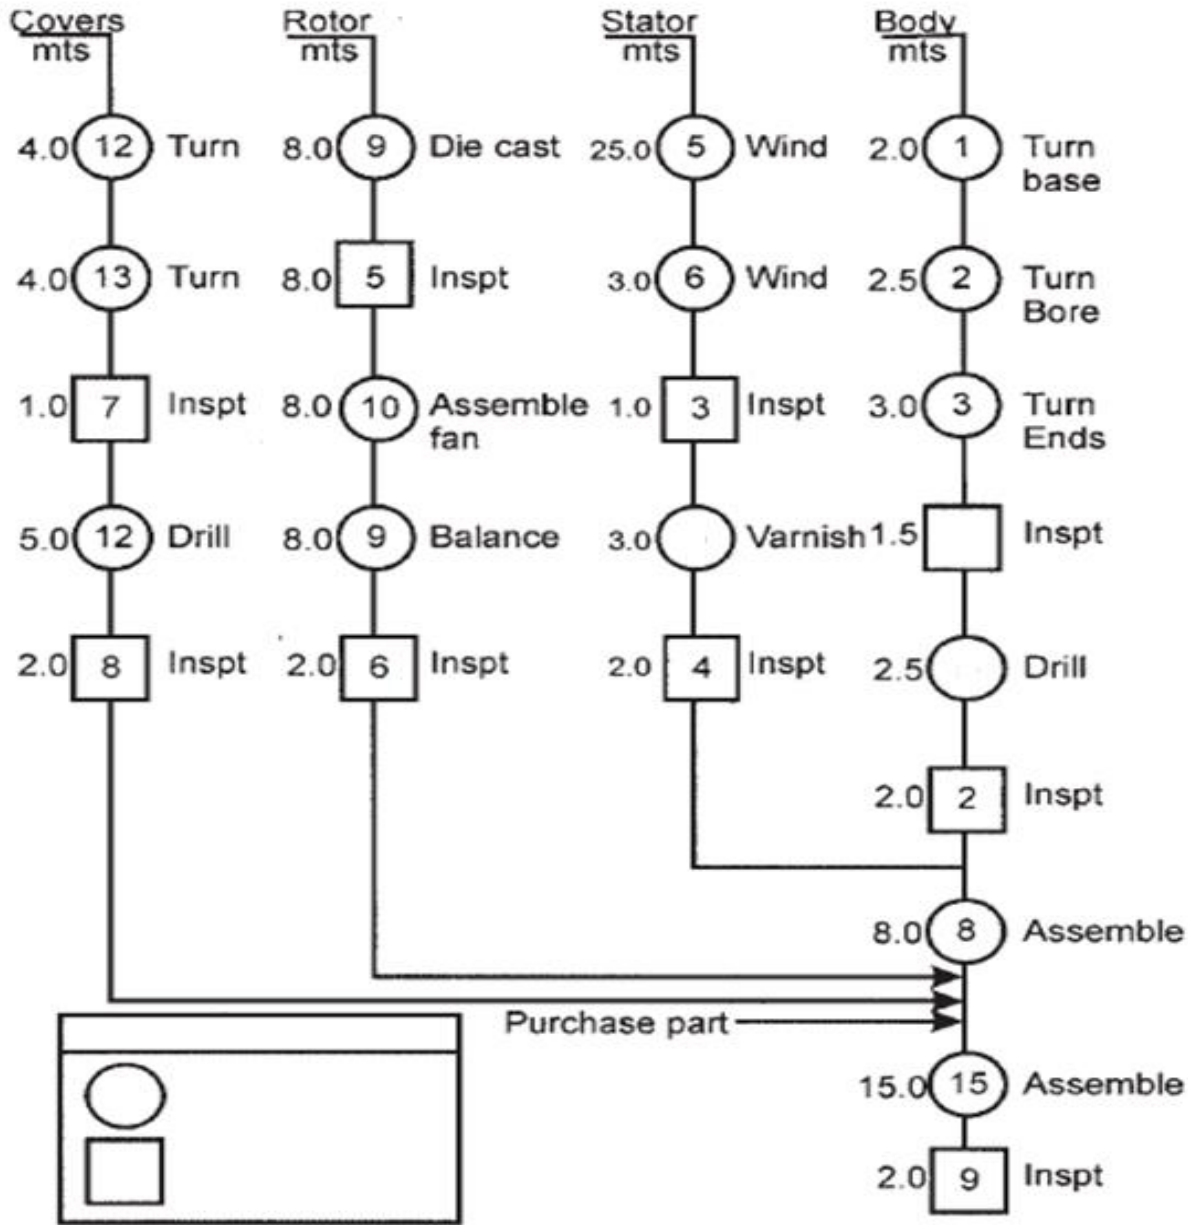 Covers Rotor Stator Body
mts mts mts mts
4.0 12 Turn 8.0 9 Die cast 25.0 5 Wind 2.0 1 Turn
base
4.0 13 Turn 8.0 5 Inspt 3.0 6 Wind 2.5 2 Turn
Bore
1.0 7 Inspt 8.0 10 Assemble 1.0 3 Inspt 3.0 3 Turn
fan Ends
5.0 12 Drill 8.0 9 Balance 3.0 Varnish 1.5 Inspt
2.0 8 Inspt 2.0 6 Inspt 2.0 4 Inspt 2.5 Drill
2.0 2 Inspt
8.0 8 Assemble
Purchase part
15.0 15 Assemble
2.0 9 Inspt